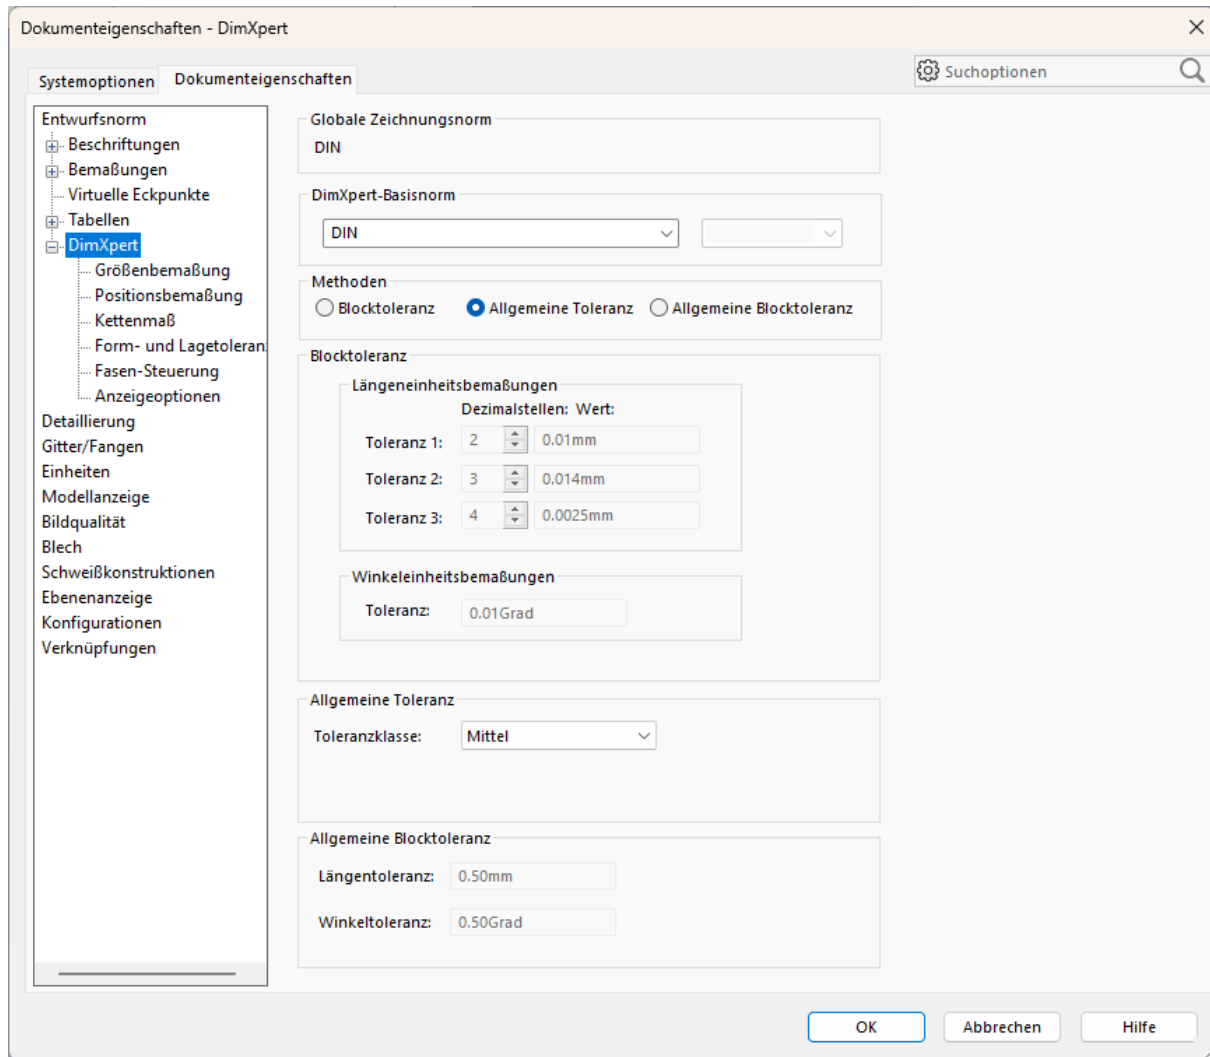 Dokumenteigenschaften - DimXpert
Systemoptionen
Dokumenteigenschaften
Suchoptionen
Entwurfsnorm
Beschriftungen
Bemaßungen
Virtuelle Eckpunkte
Tabellen
DimXpert
Größenbemaßung
Positionsbemaßung
Kettenmaß
Form- und Lagetoleran
Fasen-Steuerung
Anzeigeoptionen
Detaillierung
Gitter/Fangen
Einheiten
Modellanzeige
Bildqualität
Blech
Schweißkonstruktionen
Ebenenanzeige
Konfigurationen
Verknüpfungen
Globale Zeichnungsnorm
DIN
DimXpert-Basisnorm
DIN
Methoden
Blocktoleranz Allgemeine Toleranz Allgemeine Blocktoleranz
Blocktoleranz
Längeneinheitsbemaßungen
Dezimalstellen: Wert:
Toleranz 1: 2 0.01mm
Toleranz 2: 3 0.014mm
Toleranz 3: 4 0.0025mm
Winkeleinheitsbemaßungen
Toleranz: 0.01Grad
Allgemeine Toleranz
Toleranzklasse: Mittel
Allgemeine Blocktoleranz
Längentoleranz: 0.50mm
Winkeltoleranz: 0.50Grad
OK Abbrechen Hilfe